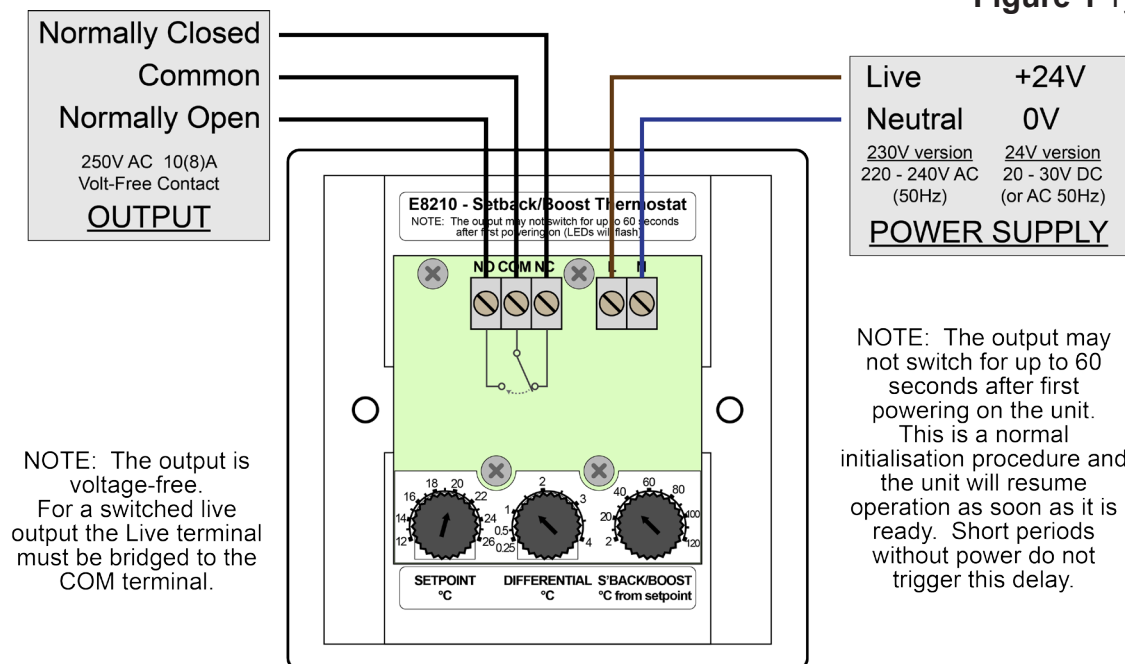 Figure 1
Normally Closed
Common
Normally Open
250V AC 10(8)A
Volt-Free Contact
OUTPUT
Live +24V
Neutral 0V
230V version 24V version
220 - 240V AC 20 - 30V DC
(50Hz) (or AC 50Hz)
POWER SUPPLY
E8210 - Setback/Boost Thermostat
NOTE: The output may not switch for up to 60 seconds
after first powering on (LEDs will flash)
NO COM NC L N
NOTE: The output is
voltage-free.
For a switched live
output the Live terminal
must be bridged to the
COM terminal.
NOTE: The output may
not switch for up to 60
seconds after first
powering on the unit.
This is a normal
initialisation procedure and
the unit will resume
operation as soon as it is
ready. Short periods
without power do not
trigger this delay.
12 14 16 18 20 22 24 26
0.25 0.5 1 2 3 4
2 20 40 60 80 100 120
SETPOINT DIFFERENTIAL S'BACK/BOOST
°C °C °C from setpoint